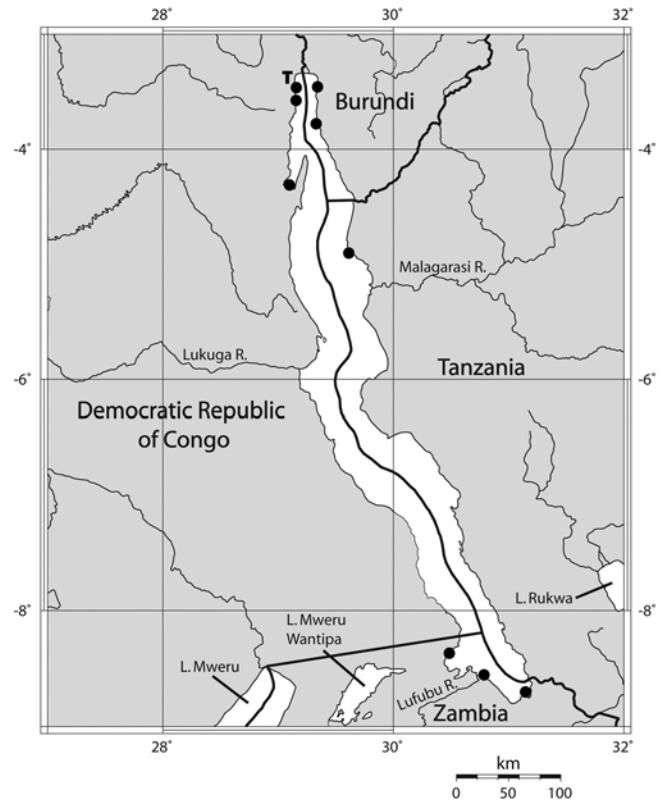 28˚ 30˚ 32˚
T
Burundi
-4˚ -4˚
Malagarasi R.
Lukuga R.
Tanzania
-6˚ -6˚
Democratic Republic
of Congo
L. Rukwa
-8˚ -8˚
L. Mweru
Wantipa
L. Mweru
Lufubu R.
Zambia
28˚ 30˚ 32˚
km
0 50 100